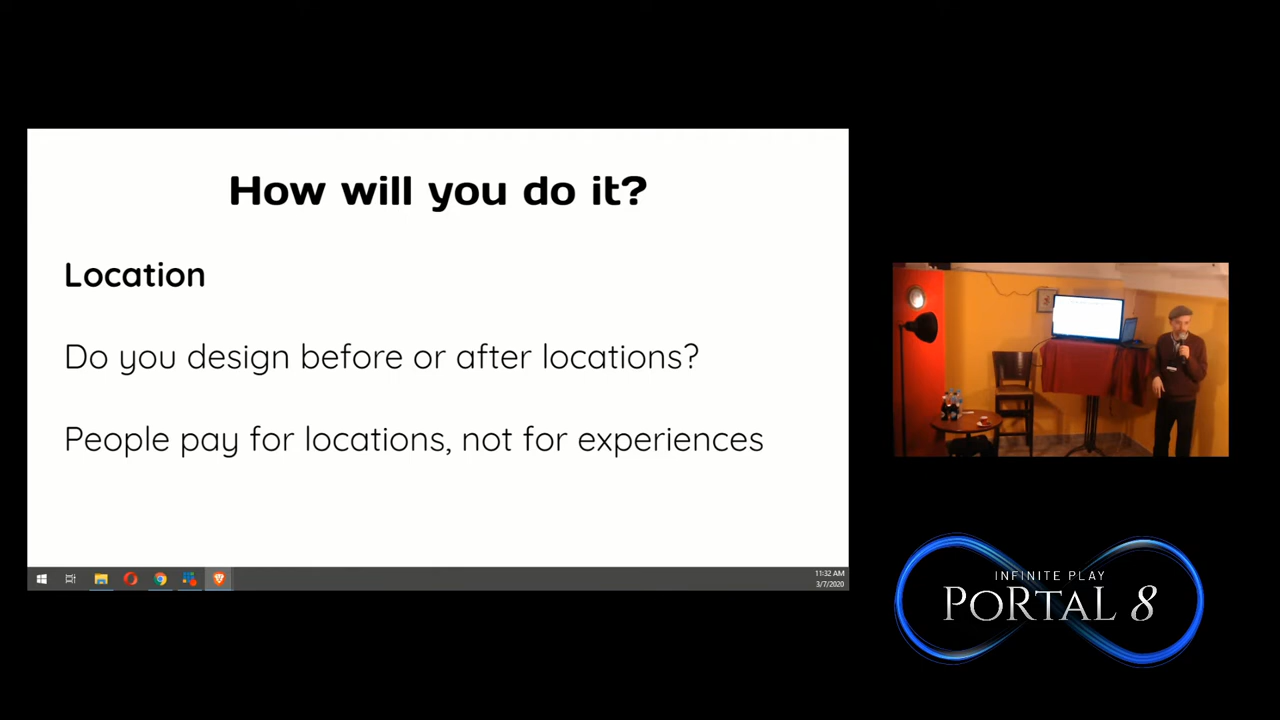 How will you do it?
Location
Do you design before or after locations?
People pay for locations, not for experiences
11:32 AM
3/7/2020
INFINITE PLAY
PORTAL 8